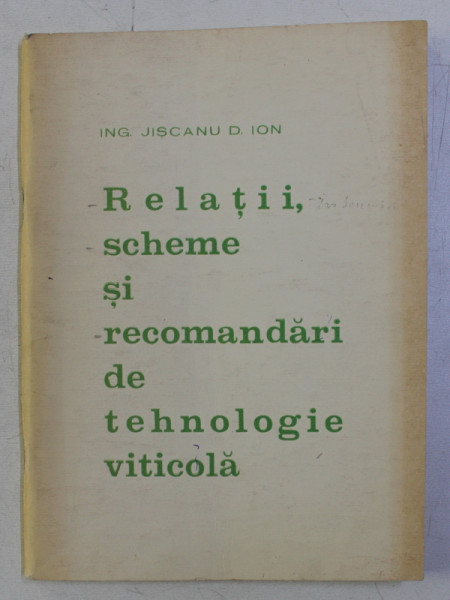 ING. JIȘCANU D. ION
Relații,
scheme
și
recomandări
de
tehnologie
viticolă